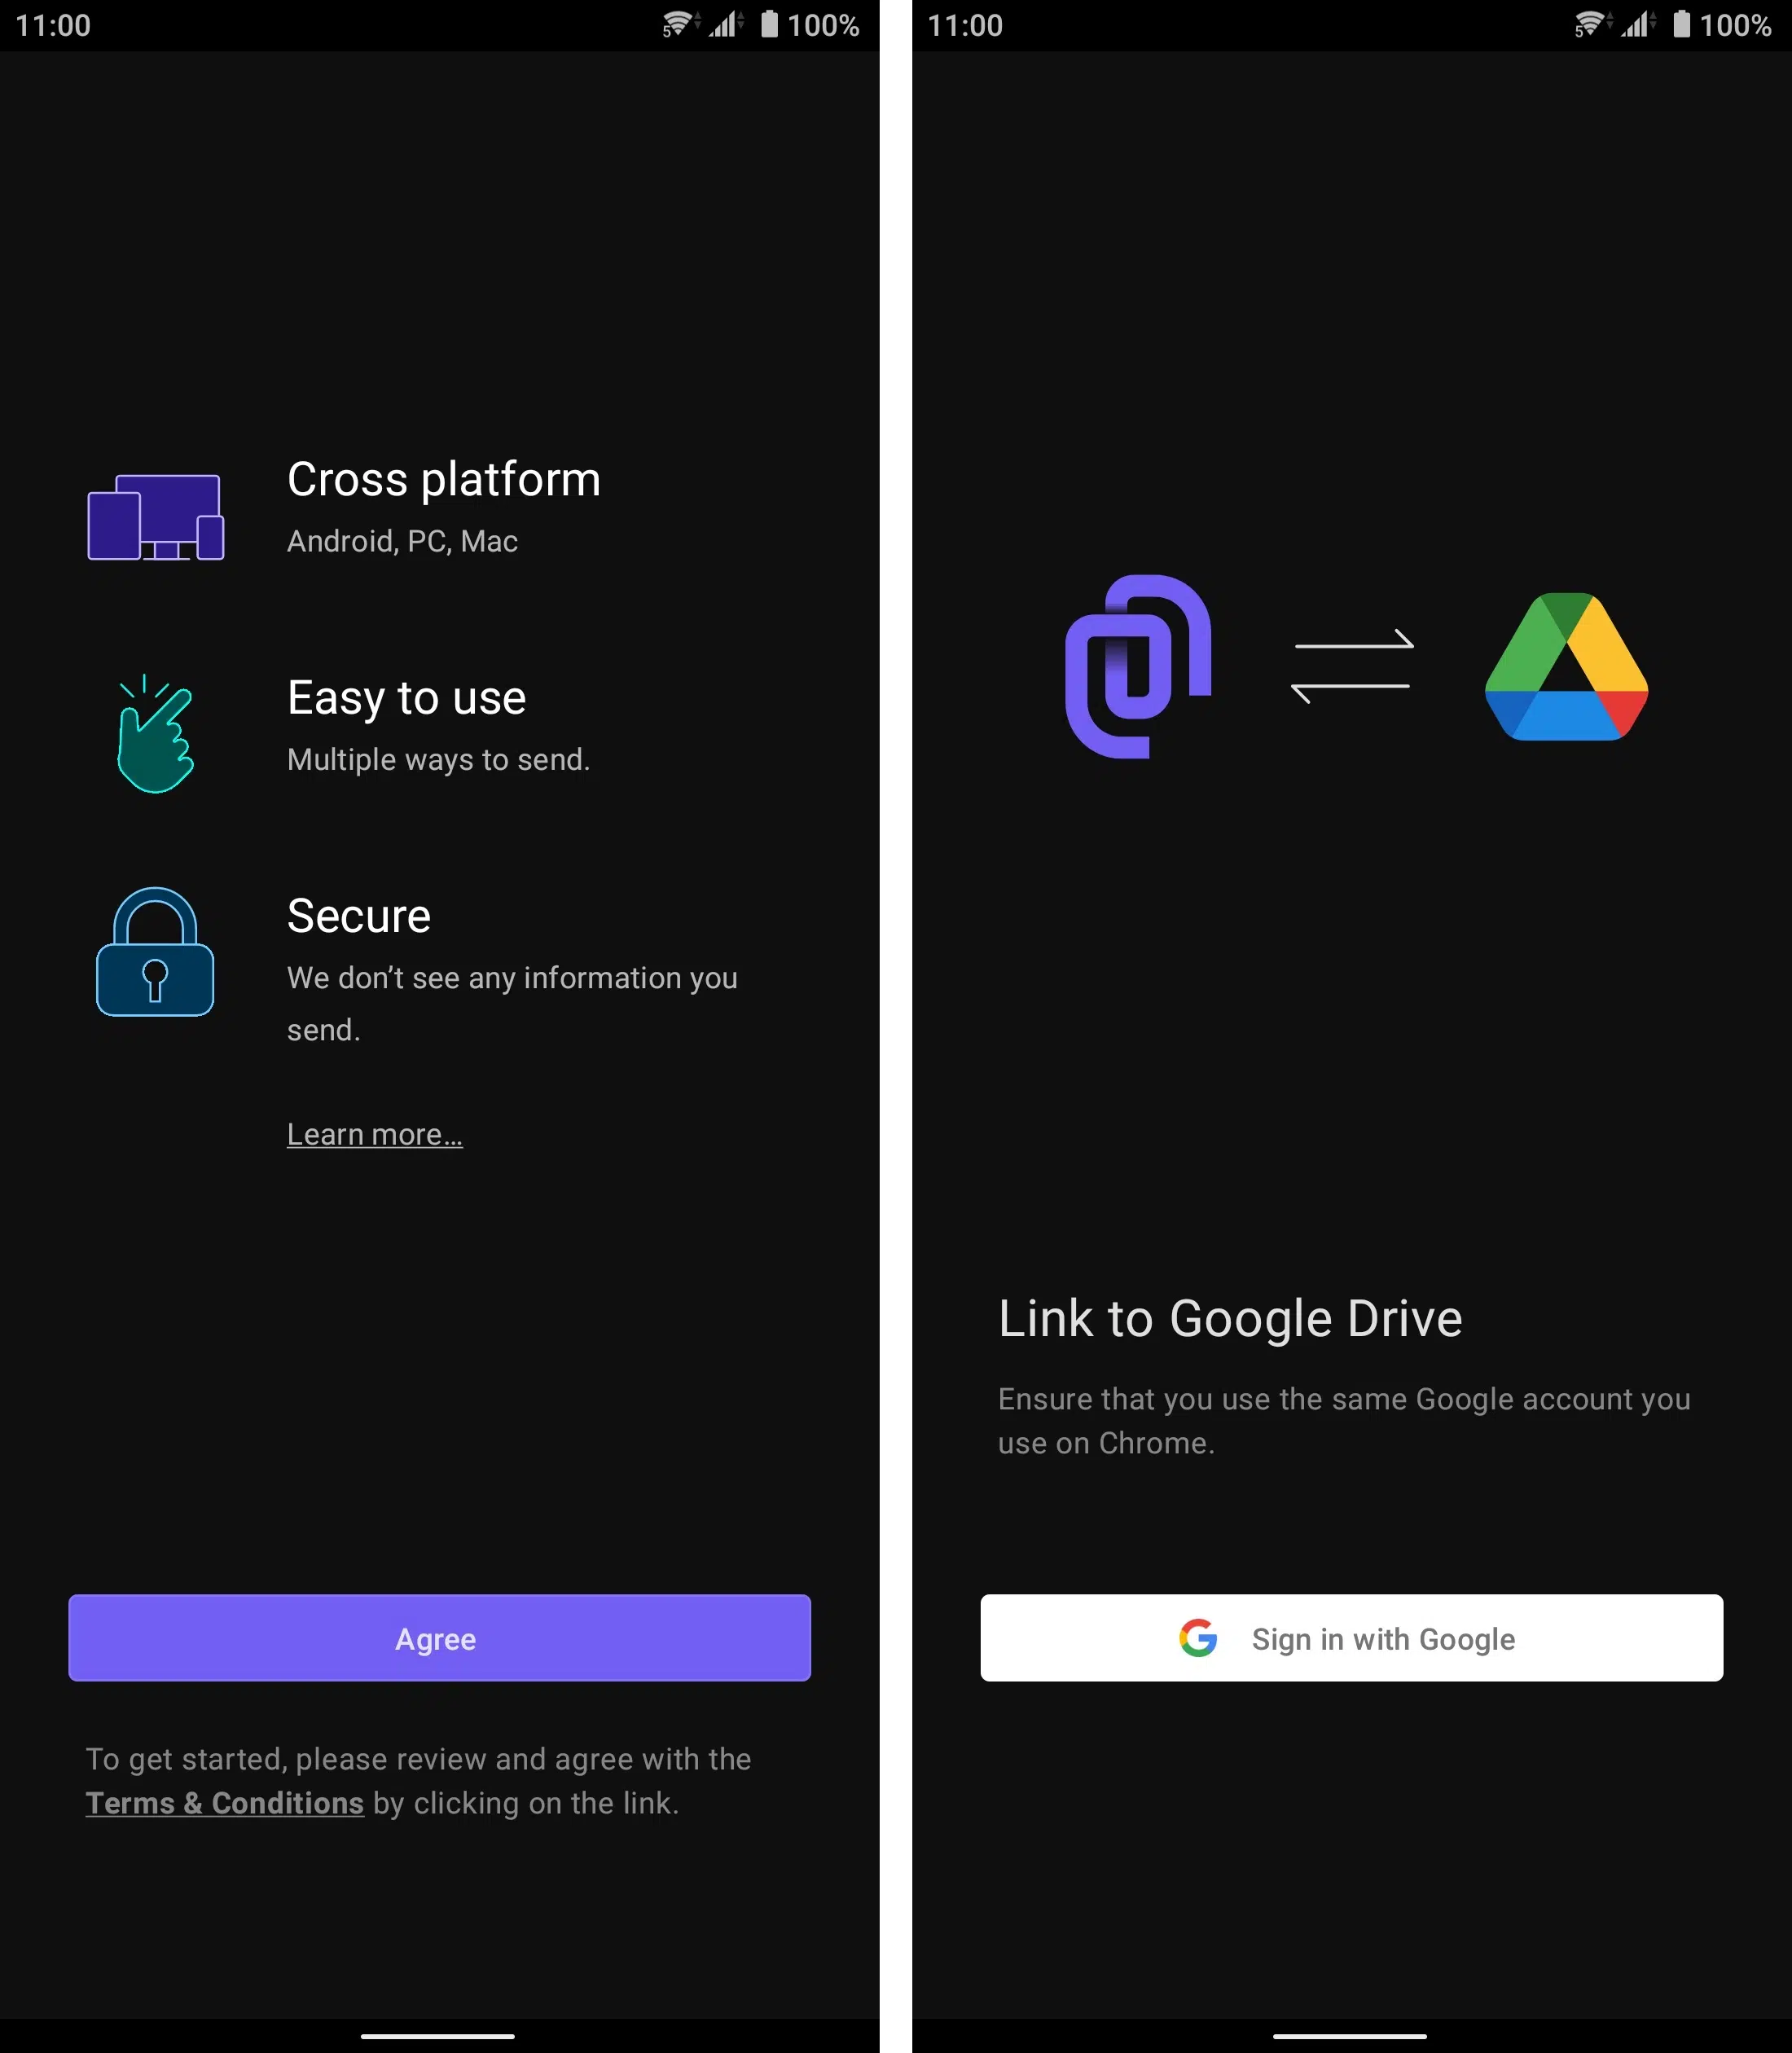 11:00
5
100%
Cross platform
Android, PC, Mac
Easy to use
Multiple ways to send.
Secure
We don’t see any information you
send.
Learn more…
Agree
To get started, please review and agree with the
Terms & Conditions by clicking on the link.
11:00
5
100%
Link to Google Drive
Ensure that you use the same Google account you
use on Chrome.
Sign in with Google